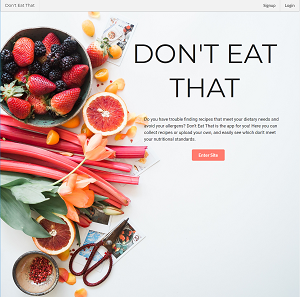 Don't Eat That
Signup Login
DON'T EAT
THAT
Do you have trouble finding recipes that meet your dietary needs and
avoid your allergens? Don't Eat That is the app for you! Here you can
collect recipes or upload your own, and easily see which don't meet
your nutritional standards.
Enter Site